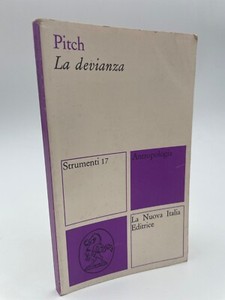 Pitch
La devianza
Strumenti 17
Antropologia
La Nuova Italia
Editrice